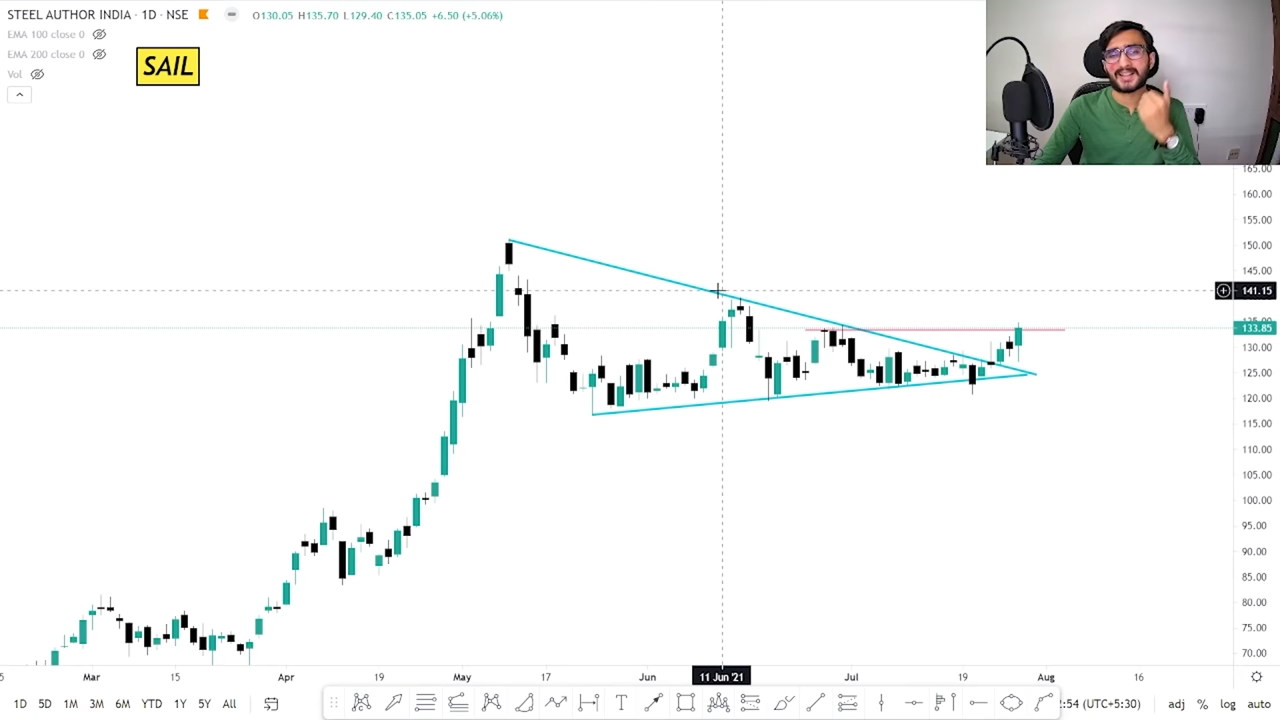 STEEL AUTHOR INDIA · 1D · NSE O130.05 H135.70 L129.40 C135.05 +6.50 (+5.06%)
EMA 100 close 0
EMA 200 close 0
Vol
SAIL
165.00
160.00
155.00
150.00
145.00
141.15
133.85
130.00
125.00
120.00
115.00
110.00
105.00
100.00
95.00
90.00
85.00
80.00
75.00
70.00
5 Mar 15 Apr 19 May 17 Jun 11 Jun '21 Jul 19 Aug 16
1D 5D 1M 3M 6M YTD 1Y 5Y All T :54 (UTC+5:30) adj % log auto